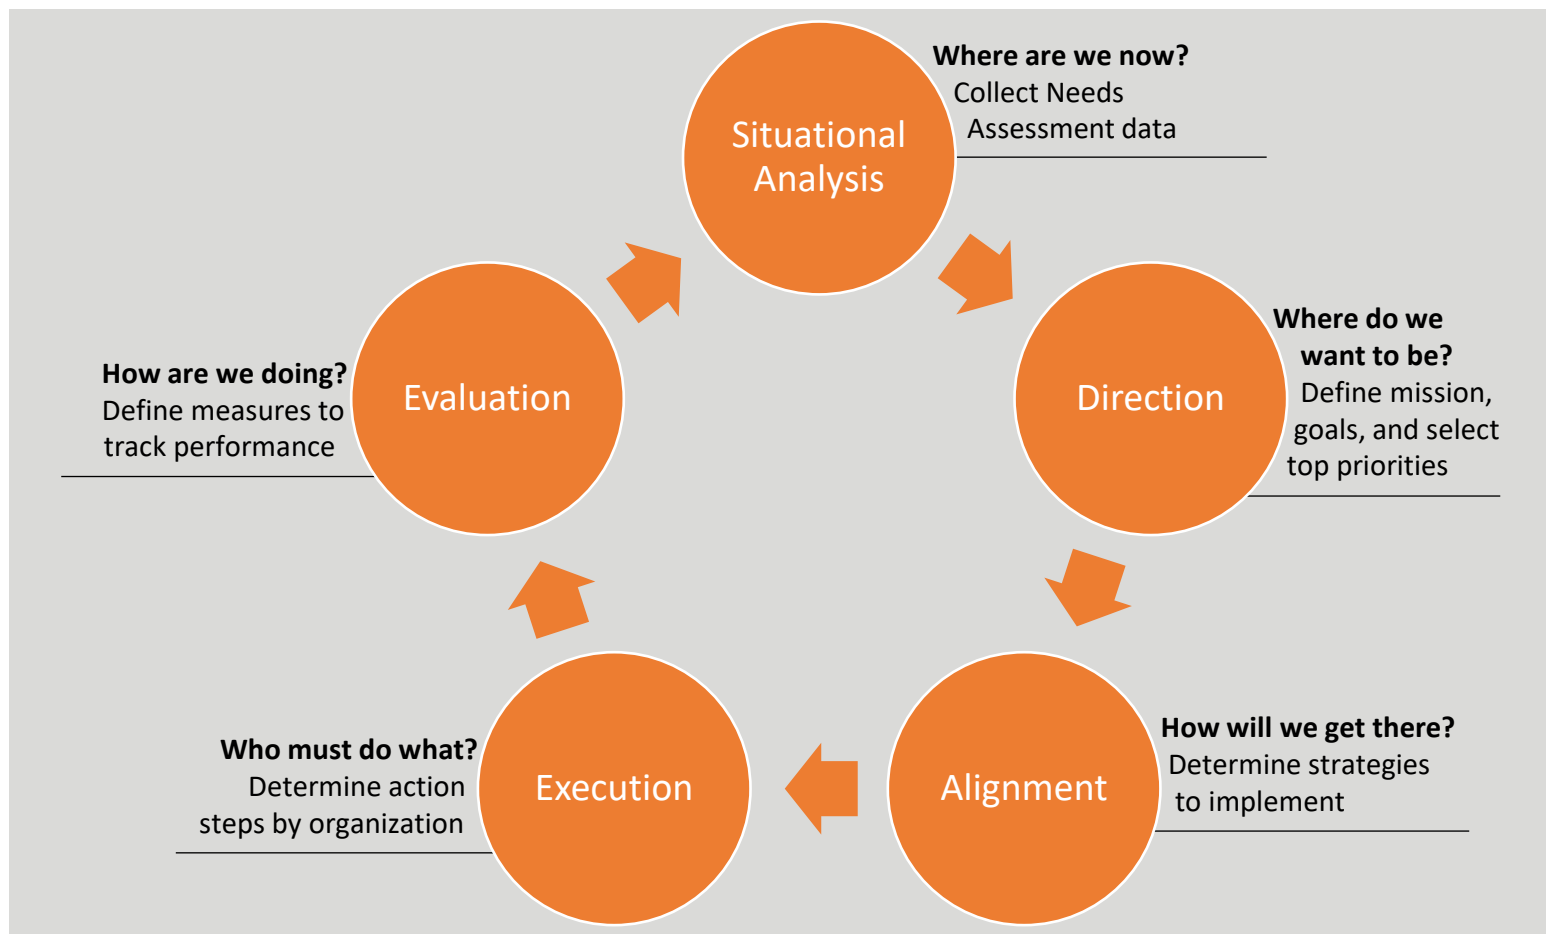 Situational
Analysis
Where are we now?
Collect Needs
Assessment data
Direction
Where do we
want to be?
Define mission,
goals, and select
top priorities
Alignment
How will we get there?
Determine strategies
to implement
Execution
Who must do what?
Determine action
steps by organization
Evaluation
How are we doing?
Define measures to
track performance